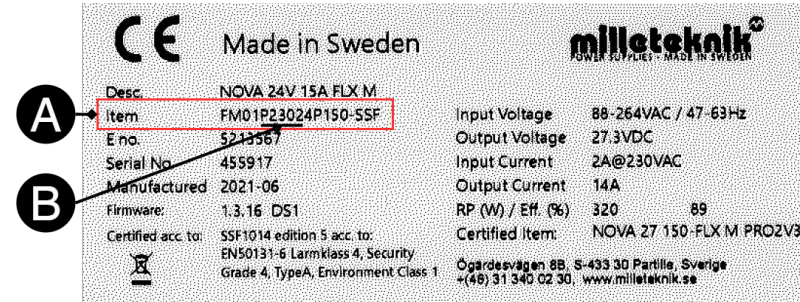 Made in Sweden
milleteknik
POWER SUPPLIES - MADE IN SWEDEN
Desc. NOVA 24V 15A FLX M
A
Item FM01P23024P150-SSF
E no. 5213567
Serial No. 455917
B
Manufactured 2021-06
Firmware: 1.3.16 DS1
Certified acc. to: SSF1014 edition 5 acc. to:
EN50131-6 Larmklass 4, Security
Grade 4, TypeA, Environment Class 1
Input Voltage 88-264VAC / 47-63Hz
Output Voltage 27.3VDC
Input Current 2A@230VAC
Output Current 14A
RP (W) / Eff. (%) 320 89
Certified Item: NOVA 27 150-FLX M PRO2V3
Ögärdesvägen 8B, S-433 30 Partille, Sverige
+(46) 31 340 02 30, www.milleteknik.se